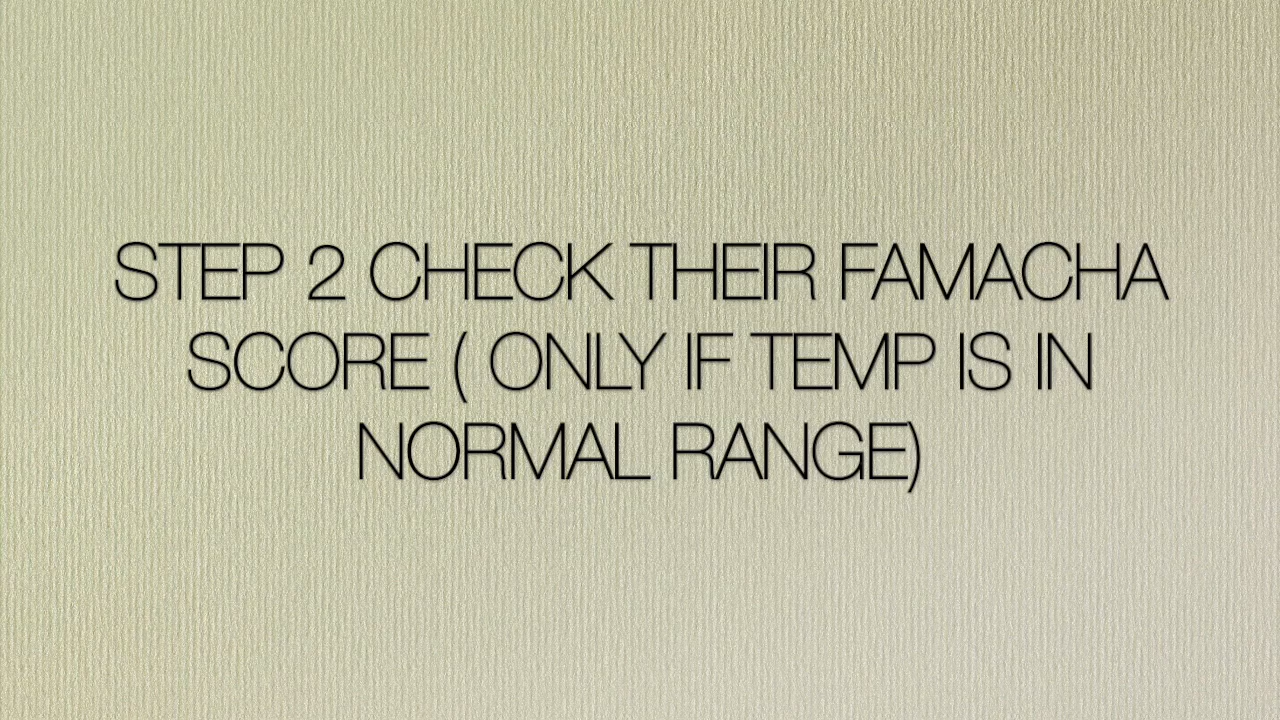 STEP 2 CHECK THEIR FAMACHA
SCORE ( ONLY IF TEMP IS IN
NORMAL RANGE)